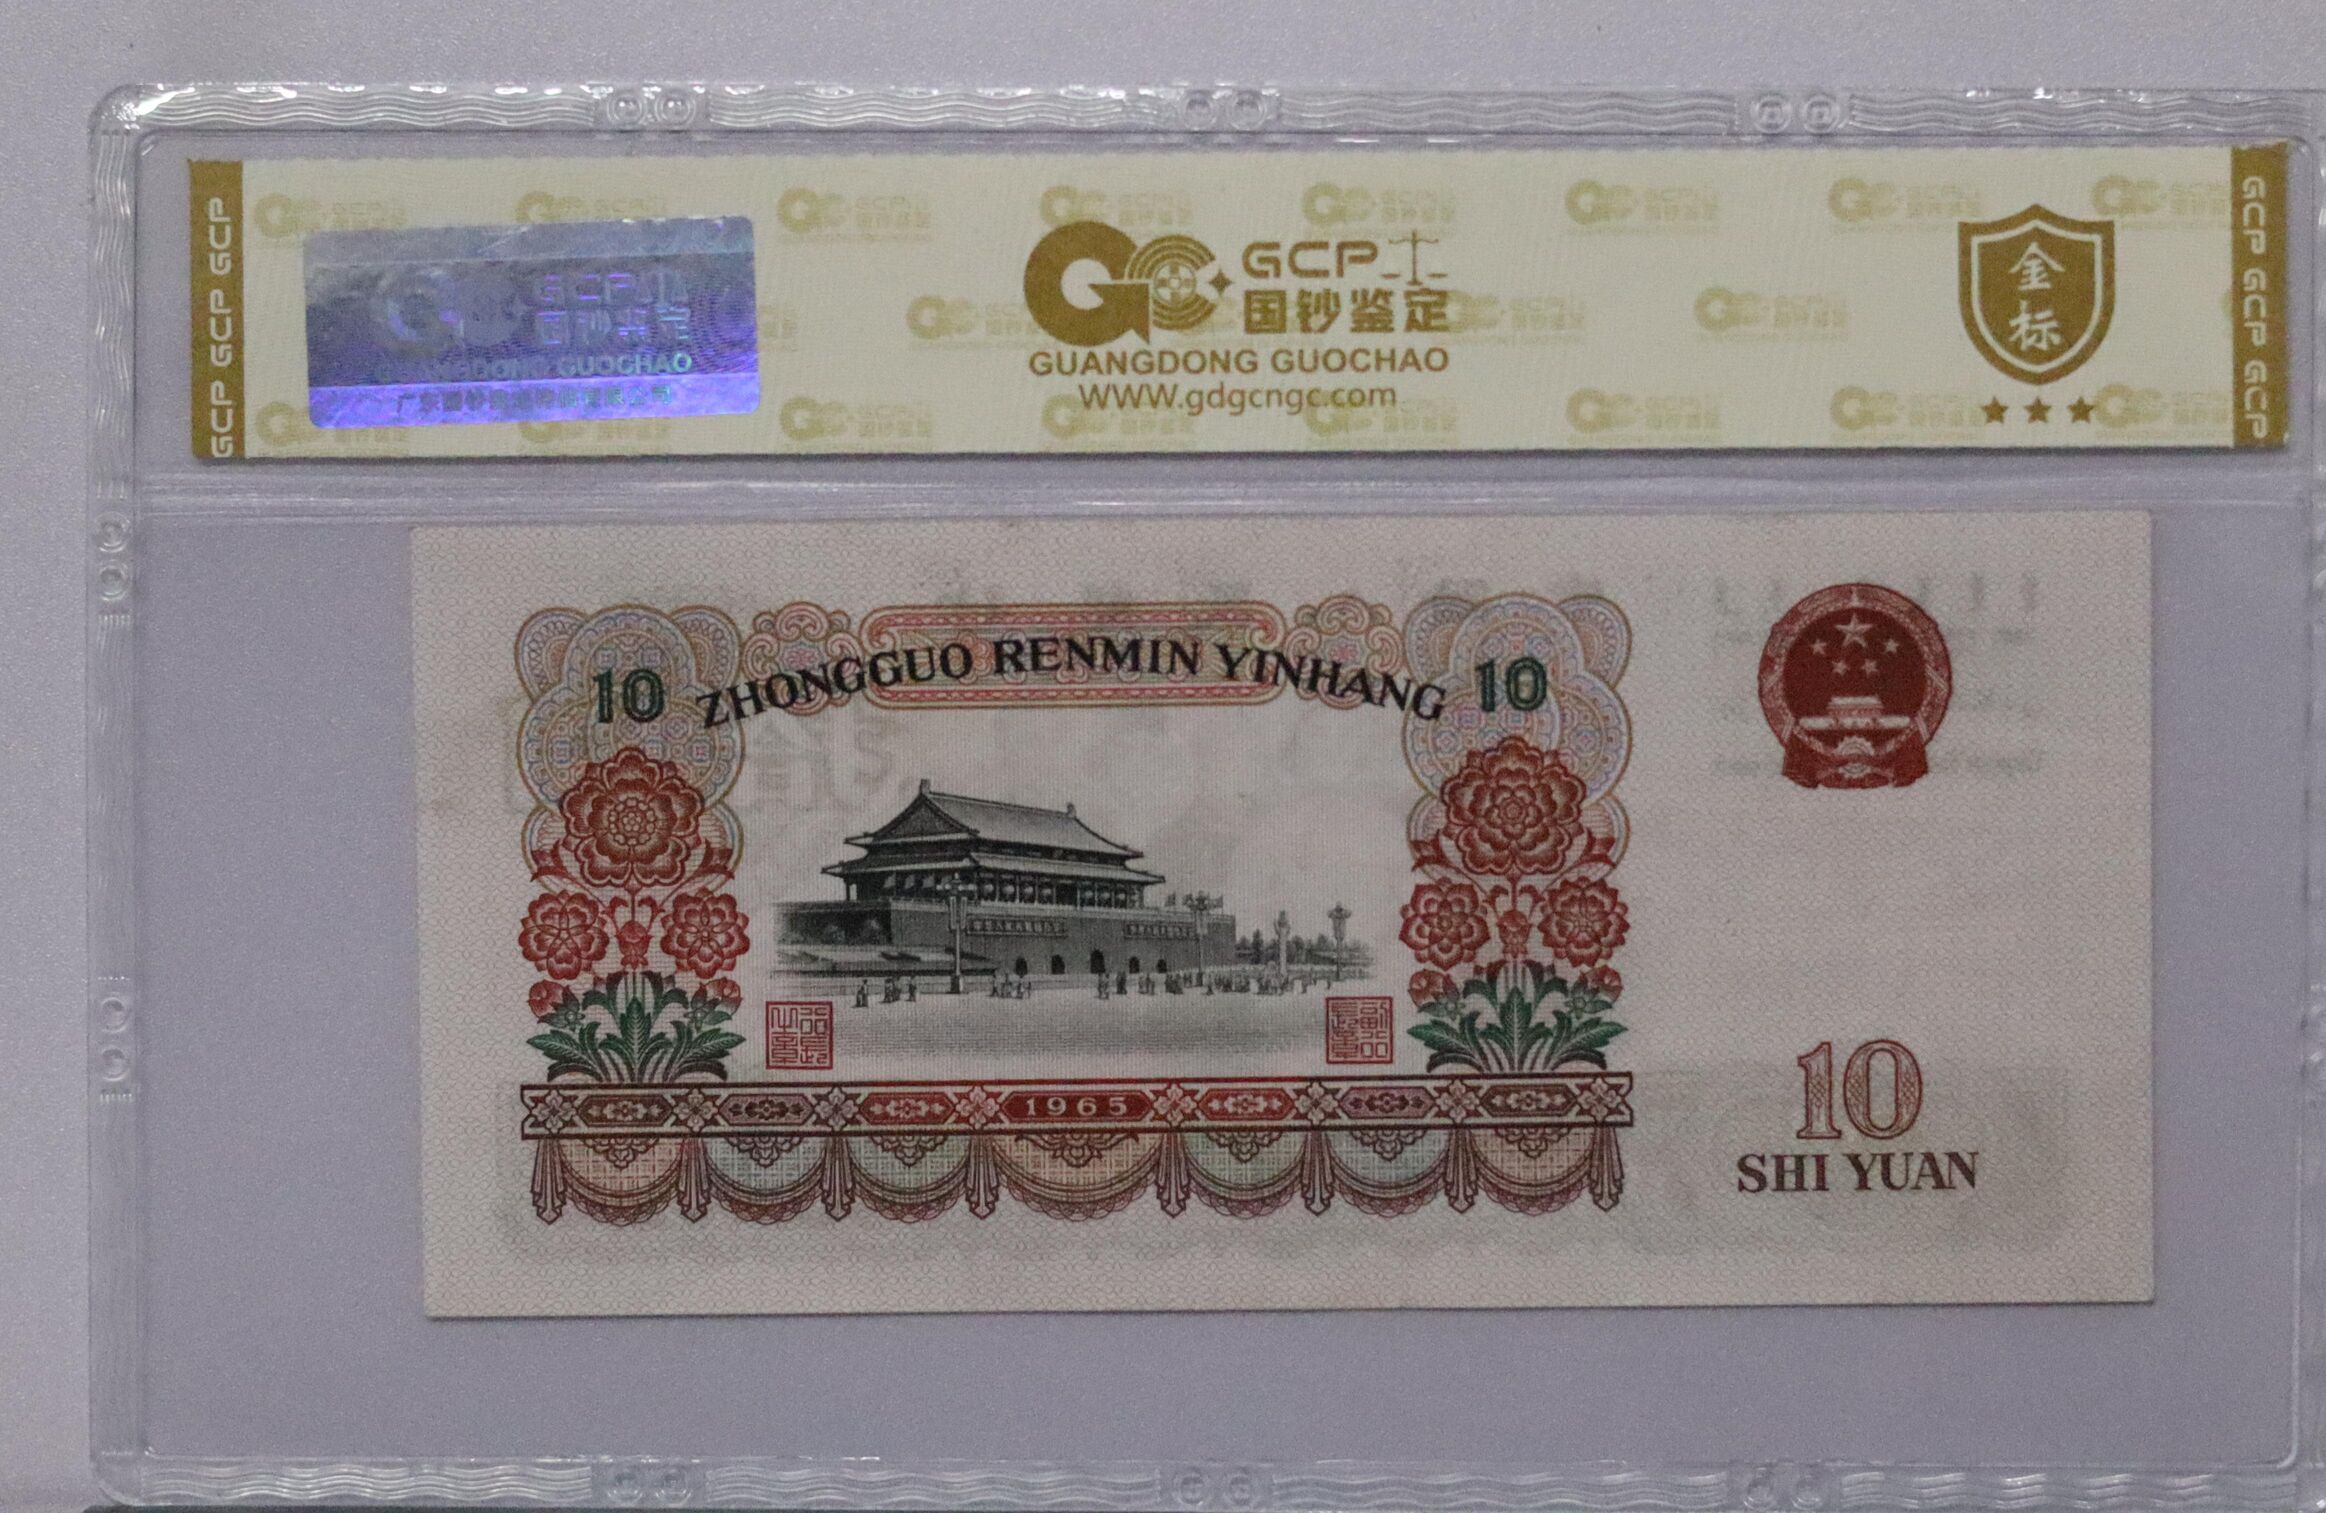 GCP GCP GCP
GCP
国钞鉴定
GUANGDONG GUOCHAO
GCP
国钞鉴定
GUANGDONG GUOCHAO
WWW.gdgcngc.com
金
标
GCP GCP GCP
ZHONGGUO RENMIN YINHANG
10
10
1965
10
SHI YUAN